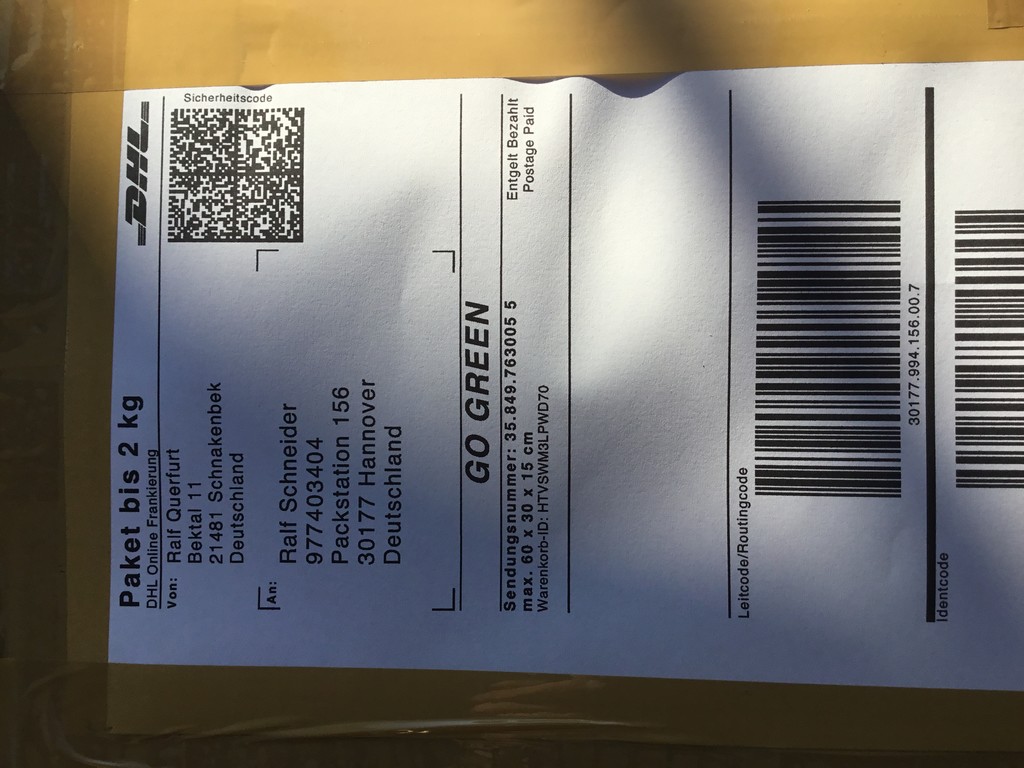 Paket bis 2 kg
DHL
DHL Online Frankierung
Sicherheitscode
Von: Ralf Querfurt
Bektal 11
21481 Schnakenbek
Deutschland
An:
Ralf Schneider
977403404
Packstation 156
30177 Hannover
Deutschland
GO GREEN
Sendungsnummer: 35.849.763005 5
max. 60 x 30 x 15 cm
Warenkorb-ID: HTVSWM3LPWD70
Entgelt Bezahlt
Postage Paid
Leitcode/Routingcode
30177.994.156.00.7
Identcode